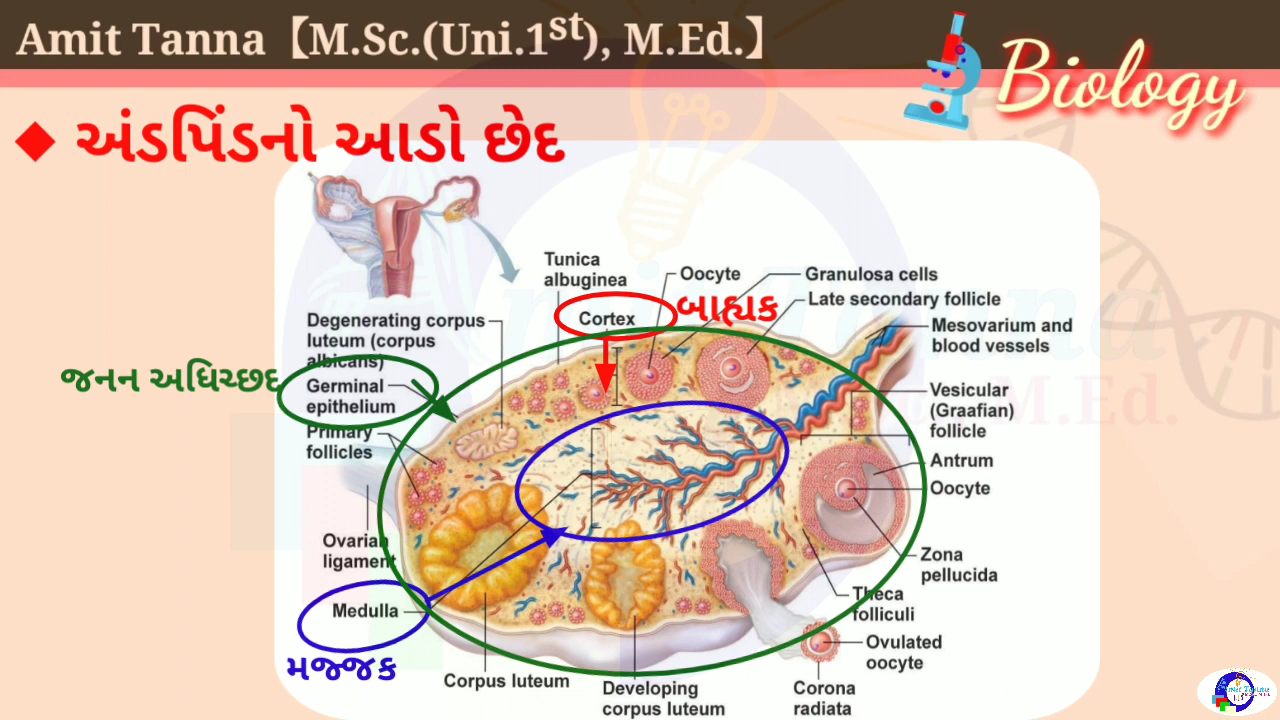 Amit Tanna【M.Sc.(Uni.1st), M.Ed.】
Biology
◆ અંડપિંડનો આડો છેદ
Tunica
albuginea
Oocyte
Granulosa cells
Cortex
બાહ્યક
Late secondary follicle
Degenerating corpus
luteum (corpus
albicans)
Mesovarium and
blood vessels
જનન અધિચ્છદ
Germinal
epithelium
Vesicular
(Graafian)
follicle
M.Ed.
Primary
follicles
Antrum
Oocyte
Ovarian
ligament
Zona
pellucida
Medulla
Theca
folliculi
મજ્જક
Ovulated
oocyte
Corpus luteum
Developing
corpus luteum
Corona
radiata